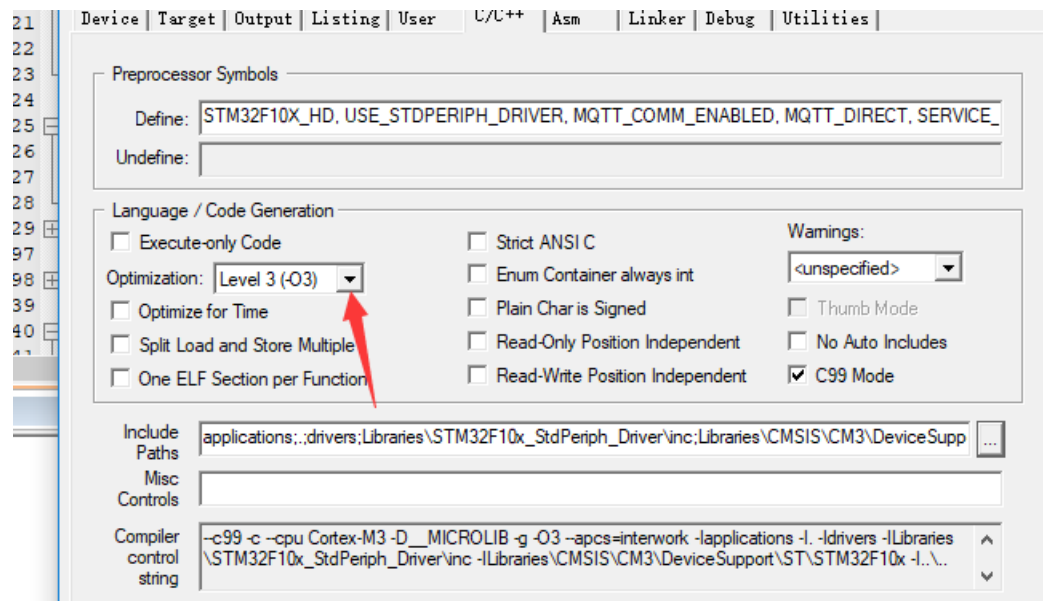 21
22
23
24
25
26
27
28
29
97
98
39
40
Device Target Output Listing User C/C++ Asm Linker Debug Utilities
Preprocessor Symbols
Define: STM32F10X_HD, USE_STDPERIPH_DRIVER, MQTT_COMM_ENABLED, MQTT_DIRECT, SERVICE_
Undefine:
Language / Code Generation
Execute-only Code
Strict ANSI C
Warnings:
Optimization: Level 3 (-O3)
Enum Container always int
<unspecified>
Optimize for Time
Plain Char is Signed
Thumb Mode
Split Load and Store Multiple
Read-Only Position Independent
No Auto Includes
One ELF Section per Function
Read-Write Position Independent
C99 Mode
Include Paths
applications;.;drivers;Libraries\STM32F10x_StdPeriph_Driver\inc;Libraries\CMSIS\CM3\DeviceSupp
...
Misc Controls
Compiler control string
--c99 -c --cpu Cortex-M3 -D__MICROLIB -g -O3 --apcs=interwork -Iapplications -I. -Idrivers -ILibraries
\STM32F10x_StdPeriph_Driver\inc -ILibraries\CMSIS\CM3\DeviceSupport\ST\STM32F10x -I..\..